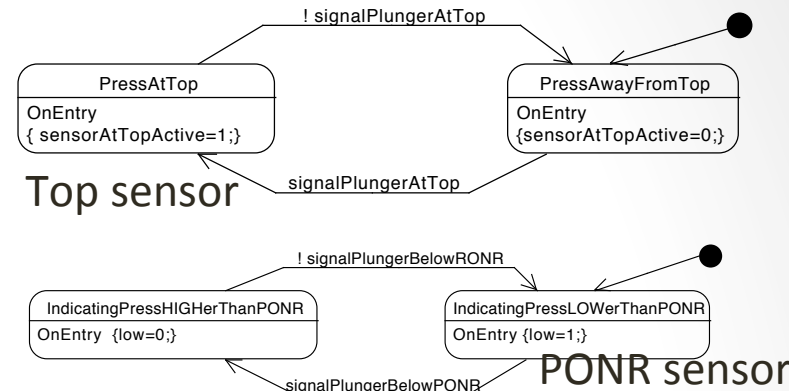 ! signalPlungerAtTop
PressAtTop
OnEntry
{ sensorAtTopActive=1;}
PressAwayFromTop
OnEntry
{sensorAtTopActive=0;}
signalPlungerAtTop
Top sensor
! signalPlungerBelowRONR
IndicatingPressHIGHerThanPONR
OnEntry {low=0;}
IndicatingPressLOWerThanPONR
OnEntry {low=1;}
signalPlungerBelowPONR
PONR sensor